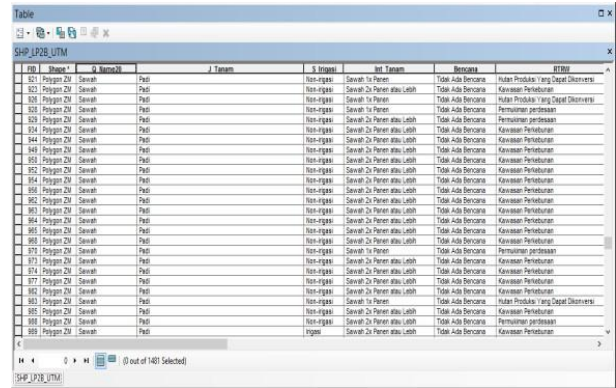 Table
SHP_LP2B_UTM
FID Shape * Q_Name20 J_Tanam S_Irigasi Int_Tanam Bencana RTRW
921 Polygon ZM Sawah Padi Non-irigasi Sawah 1x Panen Tidak Ada Bencana Hutan Produksi Yang Dapat Dikonversi
923 Polygon ZM Sawah Padi Non-irigasi Sawah 2x Panen atau Lebih Tidak Ada Bencana Kawasan Perkebunan
926 Polygon ZM Sawah Padi Non-irigasi Sawah 1x Panen Tidak Ada Bencana Hutan Produksi Yang Dapat Dikonversi
928 Polygon ZM Sawah Padi Non-irigasi Sawah 1x Panen Tidak Ada Bencana Permukiman perdesaan
929 Polygon ZM Sawah Padi Non-irigasi Sawah 2x Panen atau Lebih Tidak Ada Bencana Permukiman perdesaan
934 Polygon ZM Sawah Padi Non-irigasi Sawah 2x Panen atau Lebih Tidak Ada Bencana Kawasan Perkebunan
944 Polygon ZM Sawah Padi Non-irigasi Sawah 2x Panen atau Lebih Tidak Ada Bencana Kawasan Perkebunan
949 Polygon ZM Sawah Padi Non-irigasi Sawah 2x Panen atau Lebih Tidak Ada Bencana Kawasan Perkebunan
950 Polygon ZM Sawah Padi Non-irigasi Sawah 2x Panen atau Lebih Tidak Ada Bencana Kawasan Perkebunan
952 Polygon ZM Sawah Padi Non-irigasi Sawah 2x Panen atau Lebih Tidak Ada Bencana Kawasan Perkebunan
954 Polygon ZM Sawah Padi Non-irigasi Sawah 2x Panen atau Lebih Tidak Ada Bencana Kawasan Perkebunan
956 Polygon ZM Sawah Padi Non-irigasi Sawah 2x Panen atau Lebih Tidak Ada Bencana Kawasan Perkebunan
962 Polygon ZM Sawah Padi Non-irigasi Sawah 2x Panen atau Lebih Tidak Ada Bencana Kawasan Perkebunan
963 Polygon ZM Sawah Padi Non-irigasi Sawah 2x Panen atau Lebih Tidak Ada Bencana Kawasan Perkebunan
964 Polygon ZM Sawah Padi Non-irigasi Sawah 2x Panen atau Lebih Tidak Ada Bencana Kawasan Perkebunan
965 Polygon ZM Sawah Padi Non-irigasi Sawah 2x Panen atau Lebih Tidak Ada Bencana Kawasan Perkebunan
968 Polygon ZM Sawah Padi Non-irigasi Sawah 2x Panen atau Lebih Tidak Ada Bencana Kawasan Perkebunan
970 Polygon ZM Sawah Padi Non-irigasi Sawah 1x Panen Tidak Ada Bencana Permukiman perdesaan
973 Polygon ZM Sawah Padi Non-irigasi Sawah 2x Panen atau Lebih Tidak Ada Bencana Kawasan Perkebunan
974 Polygon ZM Sawah Padi Non-irigasi Sawah 2x Panen atau Lebih Tidak Ada Bencana Kawasan Perkebunan
977 Polygon ZM Sawah Padi Non-irigasi Sawah 2x Panen atau Lebih Tidak Ada Bencana Kawasan Perkebunan
982 Polygon ZM Sawah Padi Non-irigasi Sawah 2x Panen atau Lebih Tidak Ada Bencana Kawasan Perkebunan
983 Polygon ZM Sawah Padi Non-irigasi Sawah 1x Panen Tidak Ada Bencana Hutan Produksi Yang Dapat Dikonversi
985 Polygon ZM Sawah Padi Non-irigasi Sawah 2x Panen atau Lebih Tidak Ada Bencana Kawasan Perkebunan
988 Polygon ZM Sawah Padi Non-irigasi Sawah 2x Panen atau Lebih Tidak Ada Bencana Permukiman perdesaan
989 Polygon ZM Sawah Padi Irigasi Sawah 2x Panen atau Lebih Tidak Ada Bencana Kawasan Perkebunan
0 (0 out of 1481 Selected)
SHP_LP2B_UTM